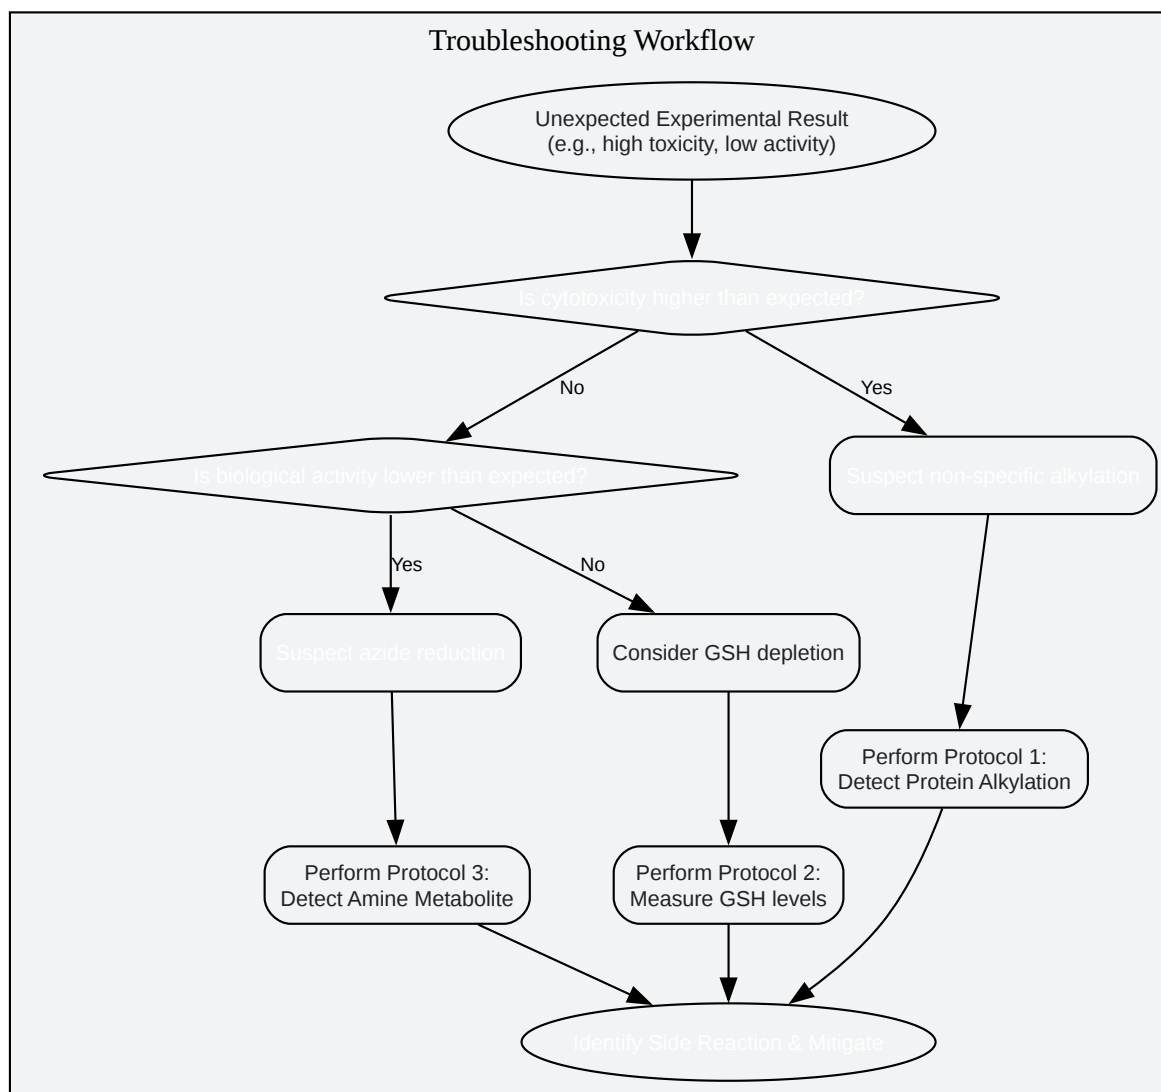 Troubleshooting Workflow
Unexpected Experimental Result
(e.g., high toxicity, low activity)
Is cytotoxicity higher than expected?
No
Yes
Is biological activity lower than expected?
Suspect non-specific alkylation
Yes
No
Suspect azide reduction
Consider GSH depletion
Perform Protocol 1:
Detect Protein Alkylation
Perform Protocol 3:
Detect Amine Metabolite
Perform Protocol 2:
Measure GSH levels
Identify Side Reaction & Mitigate